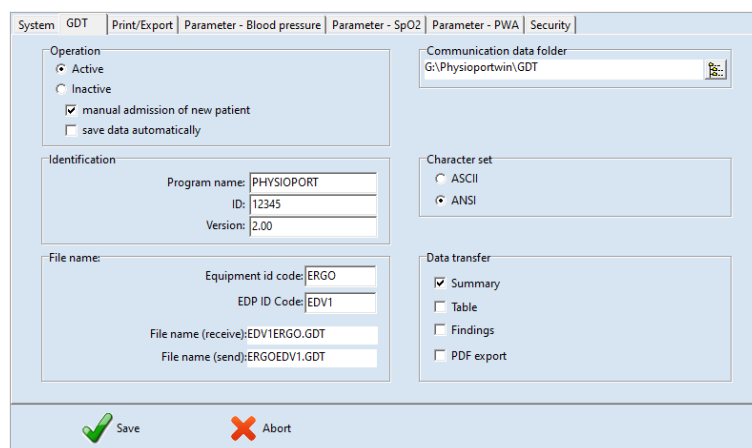 System GDT Print/Export Parameter - Blood pressure Parameter - SpO2 Parameter - PWA Security
Operation
Active
Inactive
manual admission of new patient
save data automatically
Communication data folder
G:\Physioportwin\GDT
Identification
Program name: PHYSIOPORT
ID: 12345
Version: 2.00
Character set
ASCII
ANSI
File name:
Equipment id code: ERGO
EDP ID Code: EDV1
File name (receive): EDV1ERGO.GDT
File name (send): ERGOEDV1.GDT
Data transfer
Summary
Table
Findings
PDF export
Save
Abort